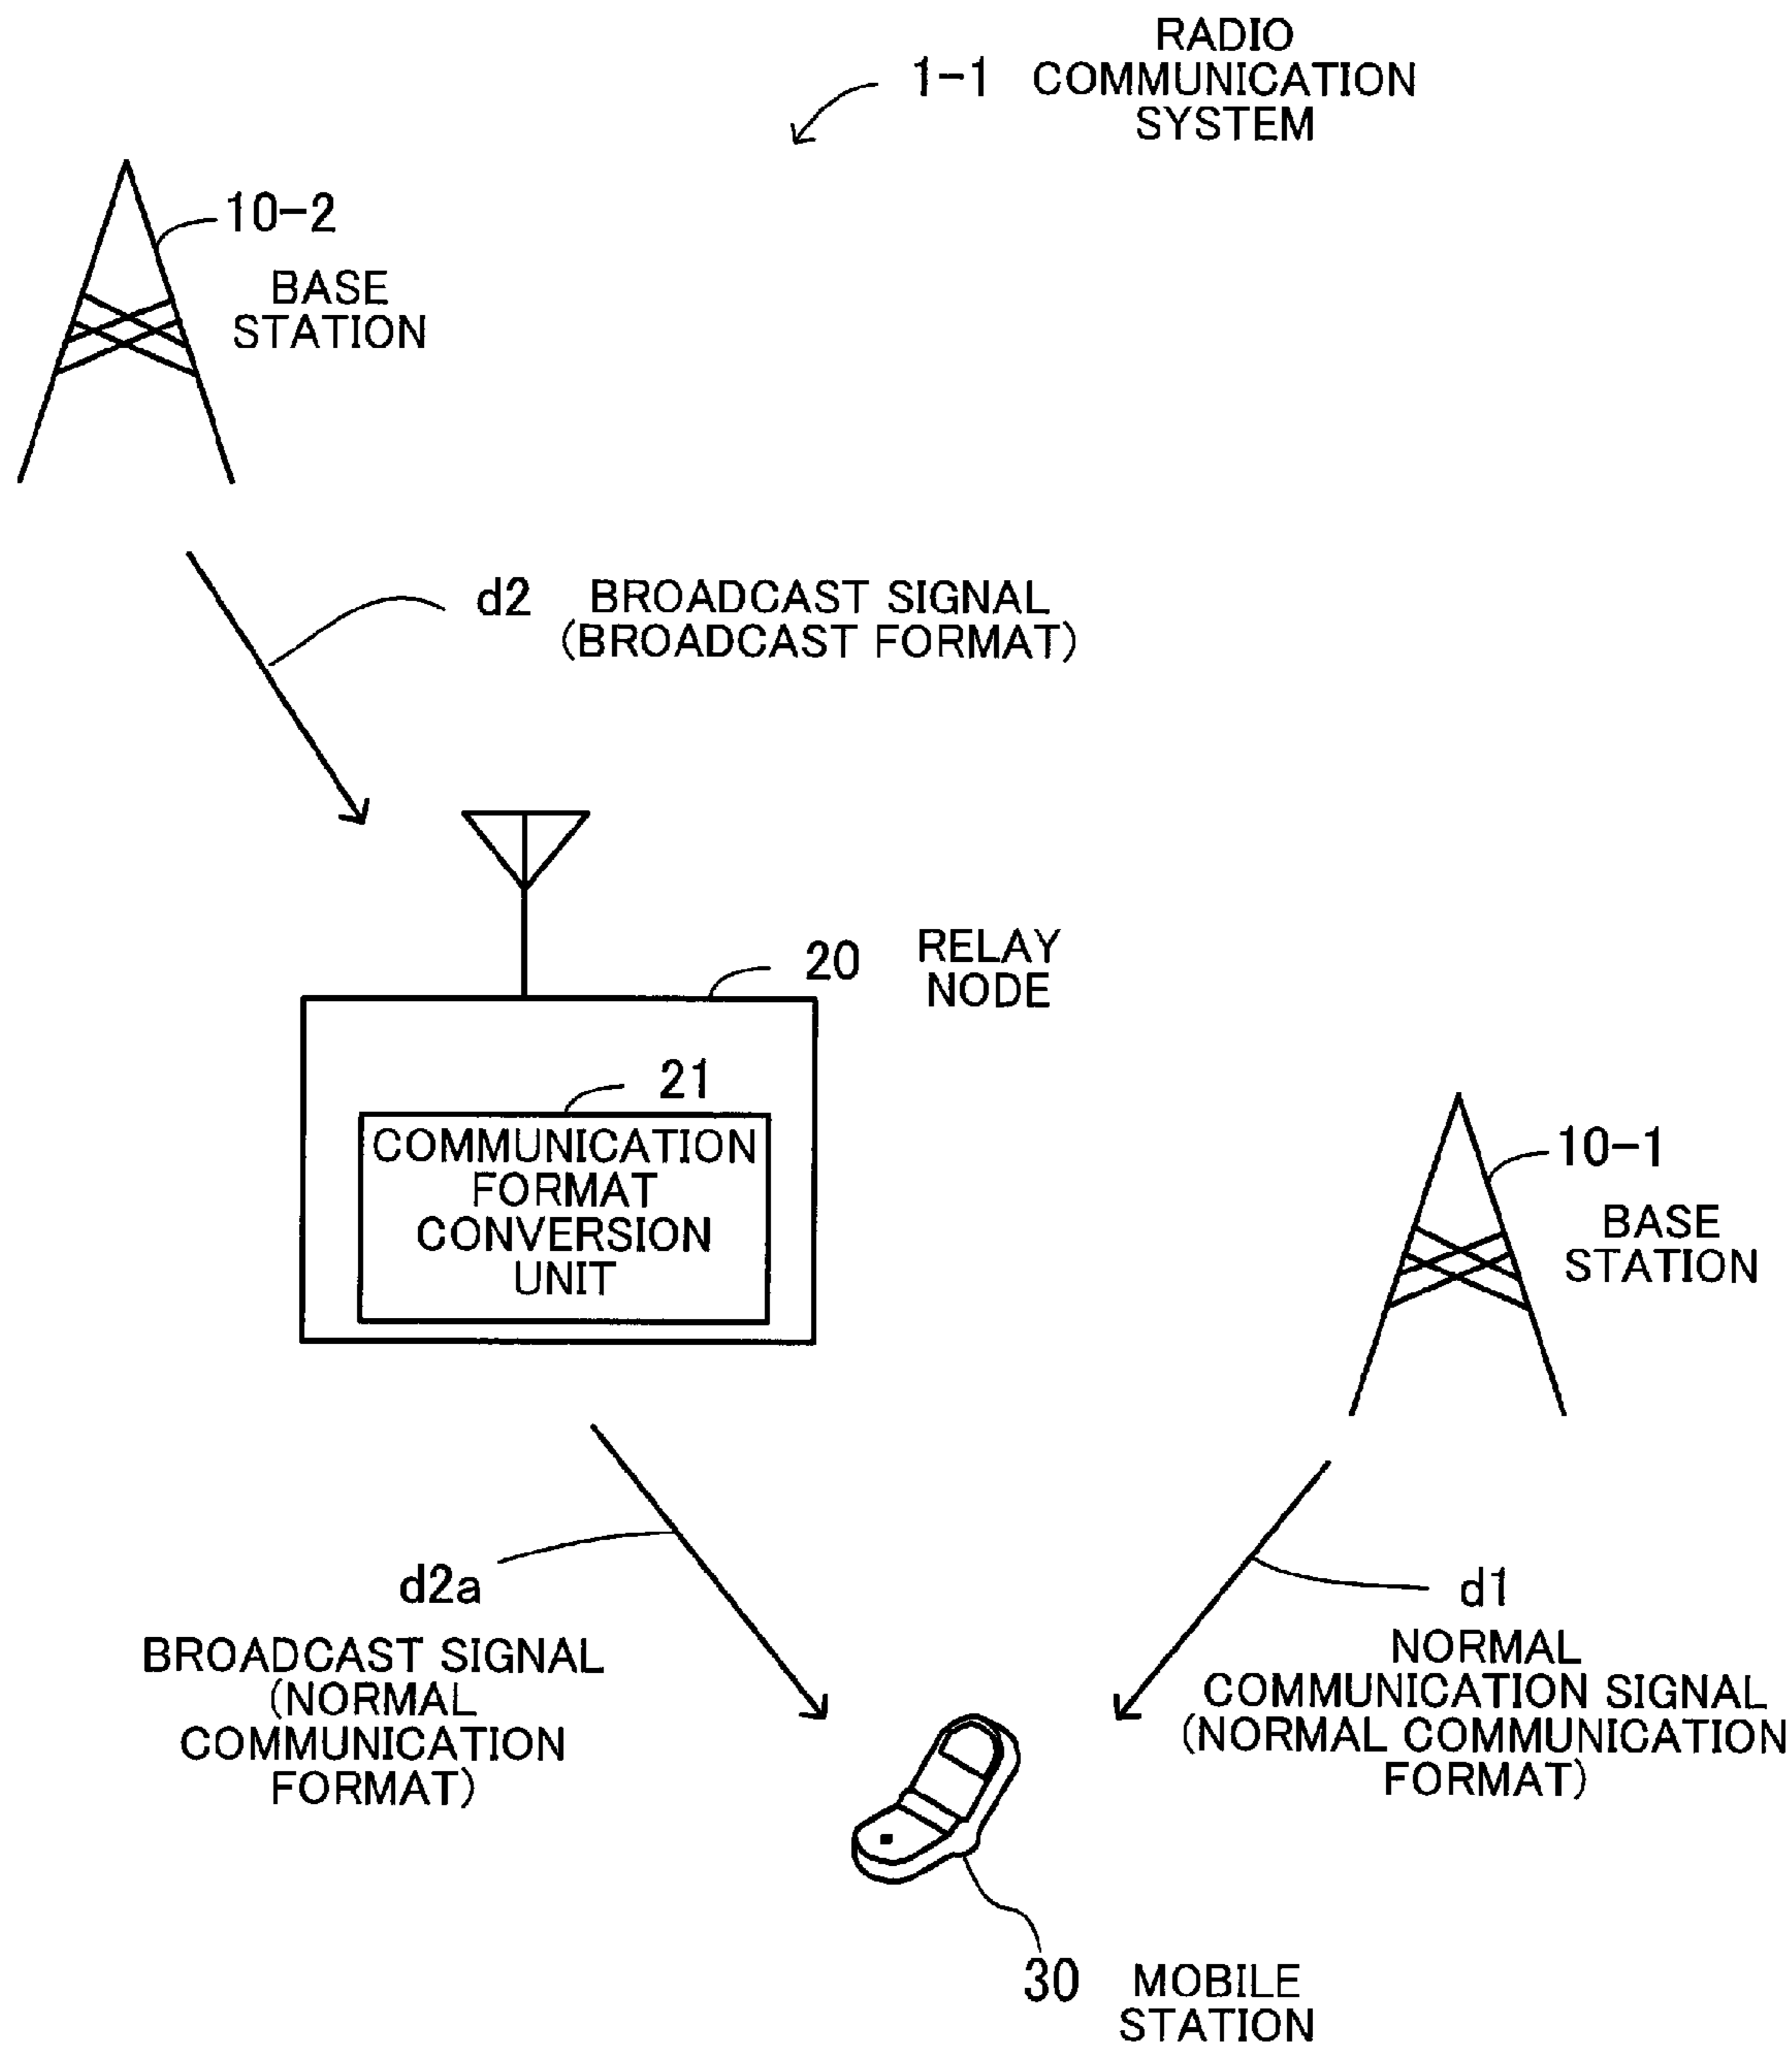 RADIO
1-1 COMMUNICATION
SYSTEM
10-2
BASE
STATION
d2 BROADCAST SIGNAL
(BROADCAST FORMAT)
20 RELAY
NODE
21
COMMUNICATION
FORMAT
CONVERSION
UNIT
10-1
BASE
STATION
d2a
BROADCAST SIGNAL
(NORMAL
COMMUNICATION
FORMAT)
d1
NORMAL
COMMUNICATION SIGNAL
(NORMAL COMMUNICATION
FORMAT)
30 MOBILE
STATION